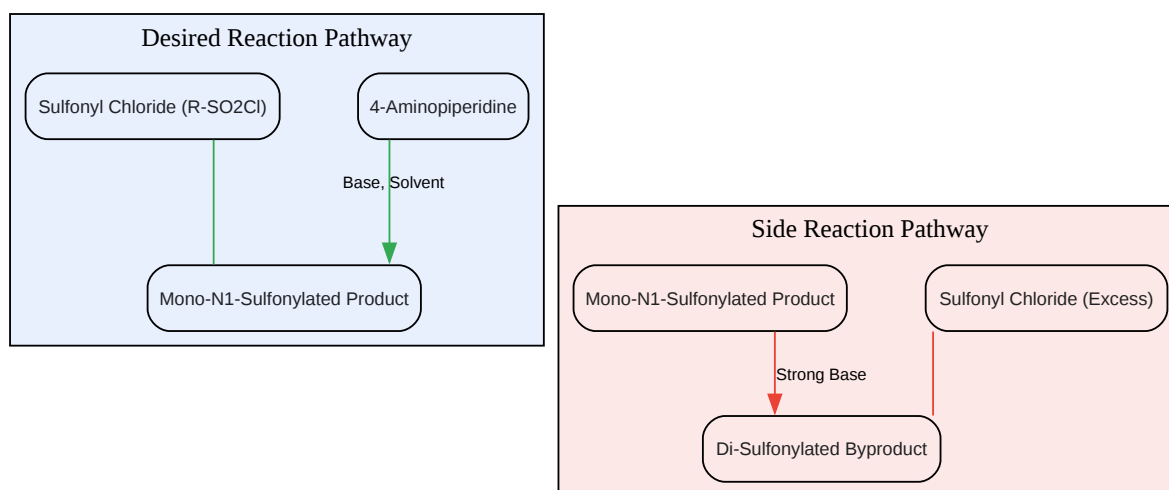 Desired Reaction Pathway
Sulfonyl Chloride (R-SO2Cl)
4-Aminopiperidine
Base, Solvent
Mono-N1-Sulfonylated Product
Side Reaction Pathway
Mono-N1-Sulfonylated Product
Sulfonyl Chloride (Excess)
Strong Base
Di-Sulfonylated Byproduct